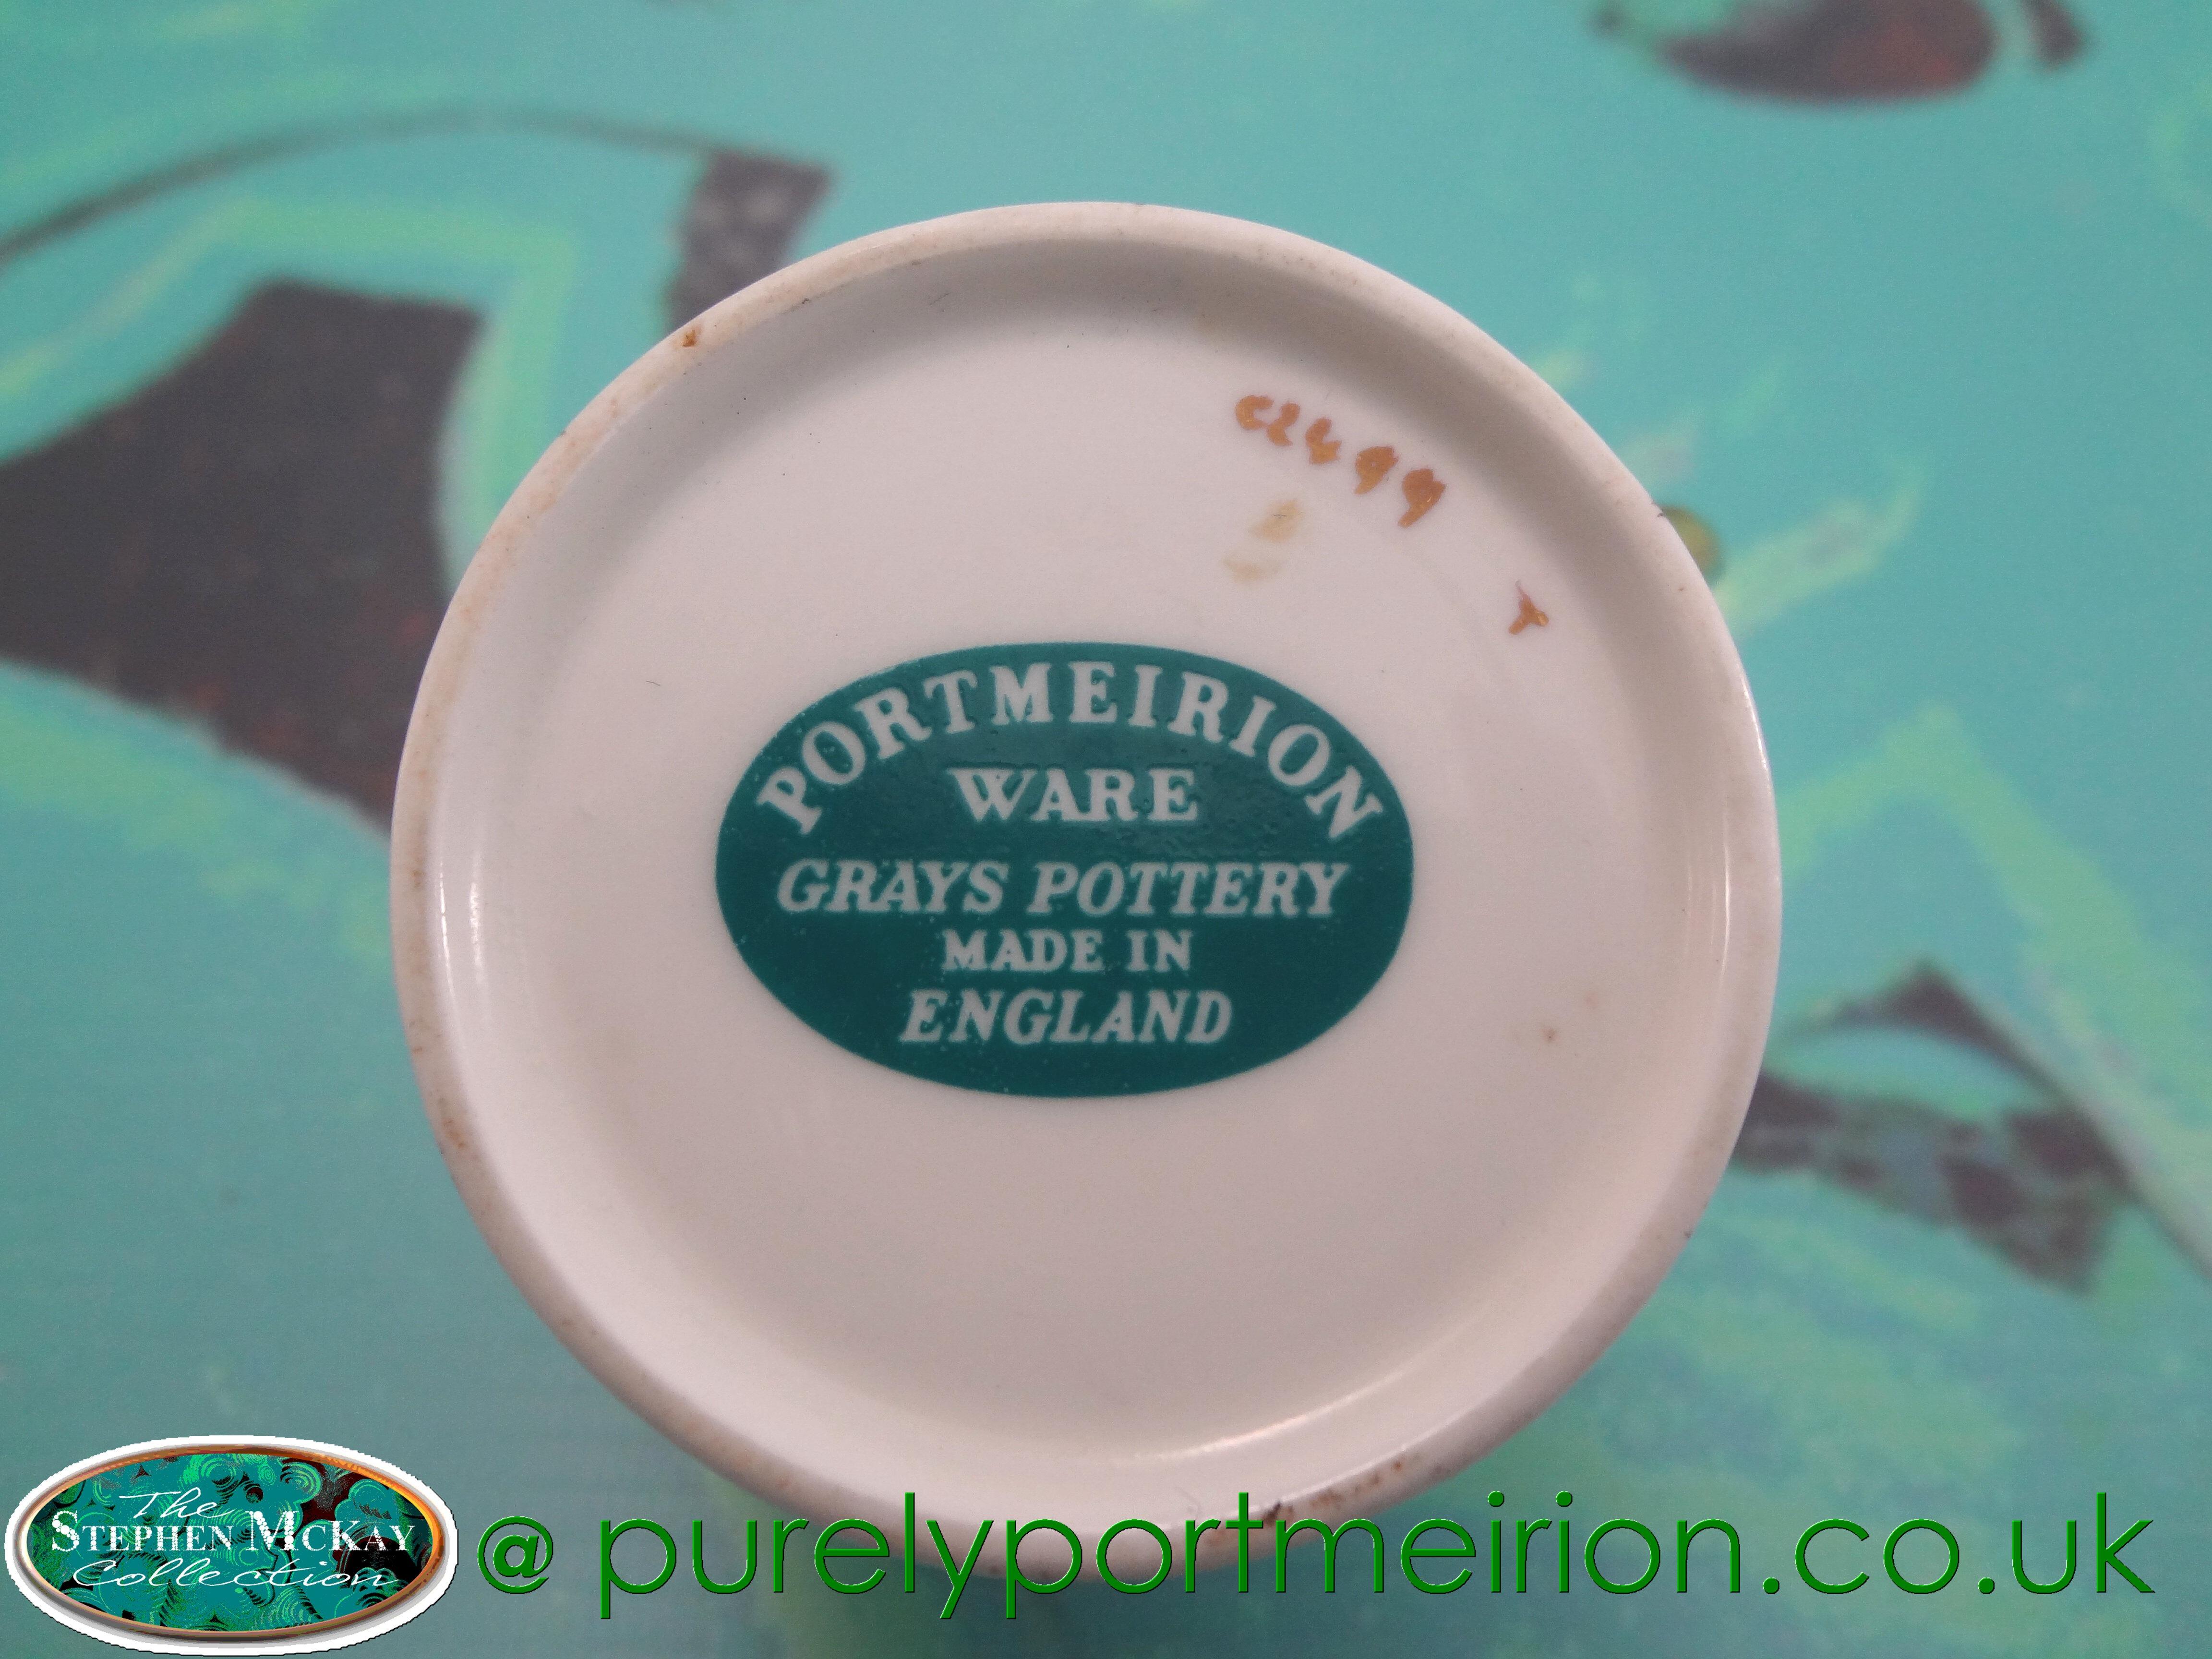 C2499
PORTMEIRION
WARE
GRAYS POTTERY
MADE IN
ENGLAND
The
STEPHEN MCKAY
Collection
@purelyportmeirion.co.uk